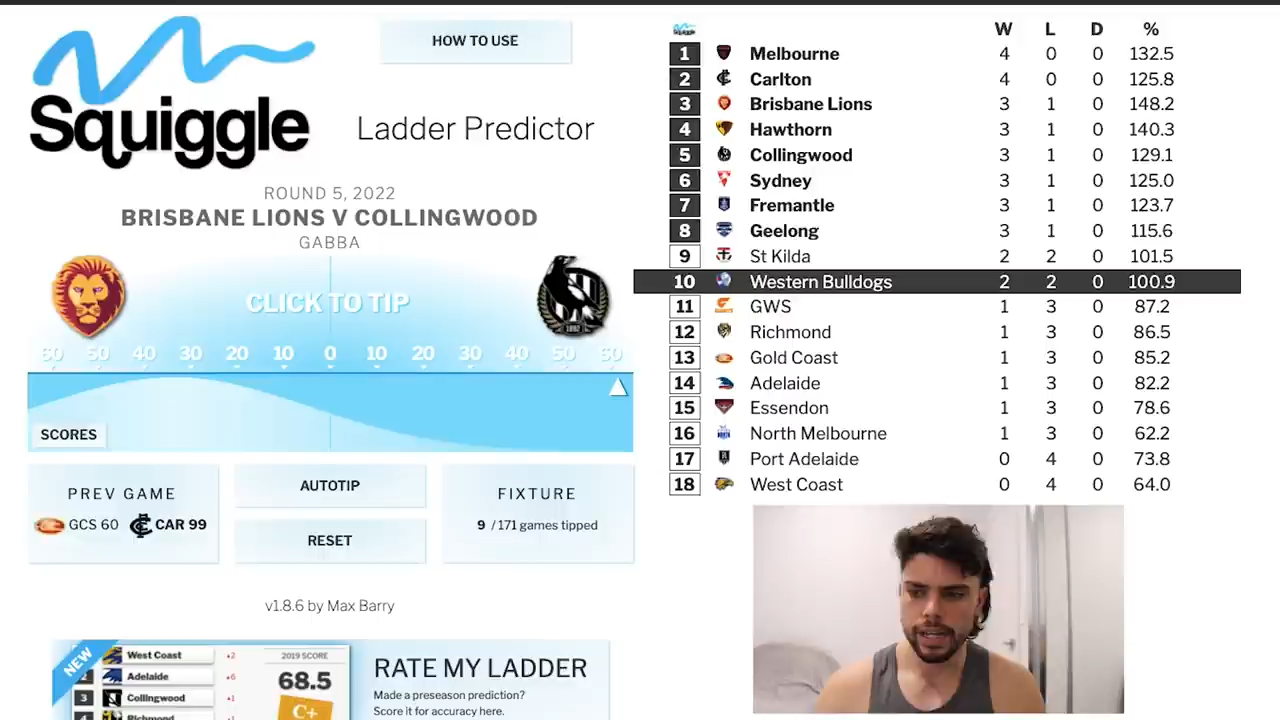 Squiggle
HOW TO USE
Ladder Predictor
ROUND 5, 2022
BRISBANE LIONS V COLLINGWOOD
GABBA
CLICK TO TIP
60 50 40 30 20 10 0 10 20 30 40 50 60
SCORES
PREV GAME
GCS 60 CAR 99
AUTOTIP
RESET
FIXTURE
9 / 171 games tipped
v1.8.6 by Max Barry
NEW
West Coast +2
Adelaide +6
3 Collingwood +1
4 Richmond +1
2019 SCORE
68.5
C+
RATE MY LADDER
Made a preseason prediction?
Score it for accuracy here.
W L D %
1 Melbourne 4 0 0 132.5
2 Carlton 4 0 0 125.8
3 Brisbane Lions 3 1 0 148.2
4 Hawthorn 3 1 0 140.3
5 Collingwood 3 1 0 129.1
6 Sydney 3 1 0 125.0
7 Fremantle 3 1 0 123.7
8 Geelong 3 1 0 115.6
9 St Kilda 2 2 0 101.5
10 Western Bulldogs 2 2 0 100.9
11 GWS 1 3 0 87.2
12 Richmond 1 3 0 86.5
13 Gold Coast 1 3 0 85.2
14 Adelaide 1 3 0 82.2
15 Essendon 1 3 0 78.6
16 North Melbourne 1 3 0 62.2
17 Port Adelaide 0 4 0 73.8
18 West Coast 0 4 0 64.0